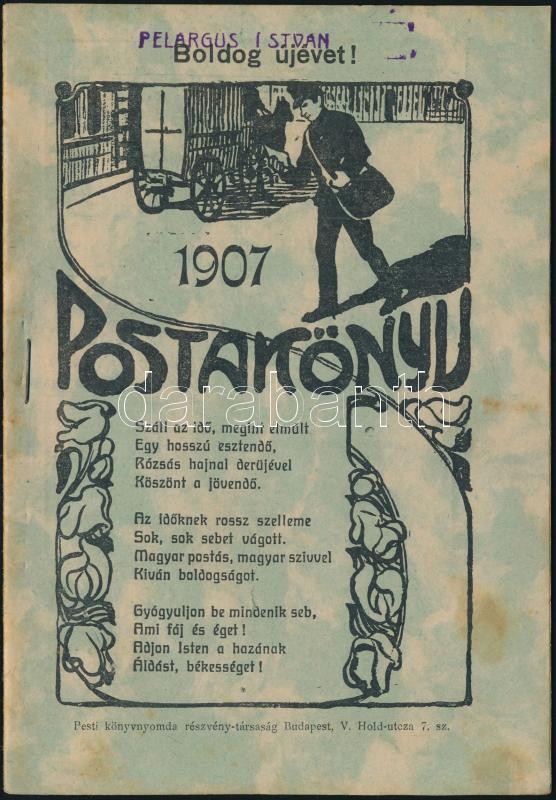 PELARGUS ISTVAN
Boldog újévet!
1907
POSTAKÖNYV
Száll az idő, megint elmúlt
Egy hosszú esztendő,
Rózsás hajnal derüjével
Köszönt a jövendő.
Az időknek rossz szelleme
Sok, sok sebet vágott.
Magyar postás, magyar szivvel
Kiván boldogságot.
Gyógyuljon be mindenik seb,
Ami fáj és éget!
Adjon Isten a hazának
Áldást, békességet!
Pesti könyvnyomda részvény-társaság Budapest, V. Hold-utcza 7. sz.
darabanth